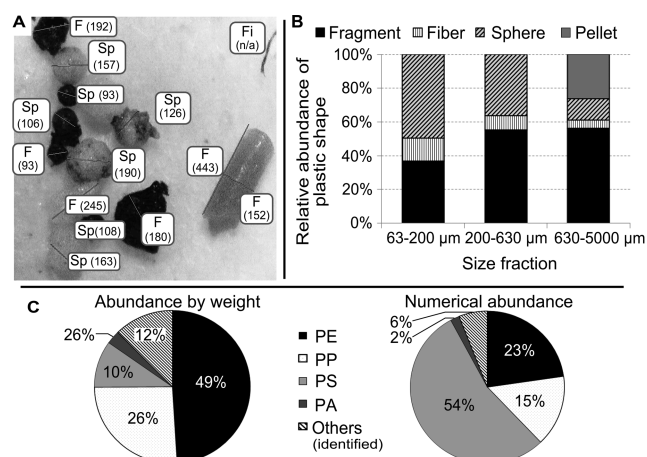 A
F
(192)
Sp
(157)
Sp (93)
Sp
(106)
Sp
(126)
F
(93)
Sp
(190)
F (245)
Sp(108)
Sp (163)
F
(180)
Fi
(n/a)
F
(443)
F
(152)
B
Fragment Fiber Sphere Pellet
Relative abundance of
plastic shape
100%
80%
60%
40%
20%
0%
63-200 µm 200-630 µm 630-5000 µm
Size fraction
C
Abundance by weight
26%
12%
10%
49%
26%
PE
PP
PS
PA
Others
(identified)
Numerical abundance
6%
2%
23%
54%
15%